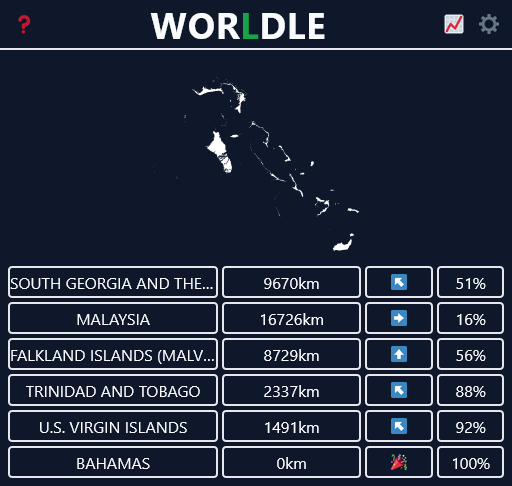 ?
WORLDLE
SOUTH GEORGIA AND THE... 9670km 51%
MALAYSIA 16726km 16%
FALKLAND ISLANDS (MALV... 8729km 56%
TRINIDAD AND TOBAGO 2337km 88%
U.S. VIRGIN ISLANDS 1491km 92%
BAHAMAS 0km 100%